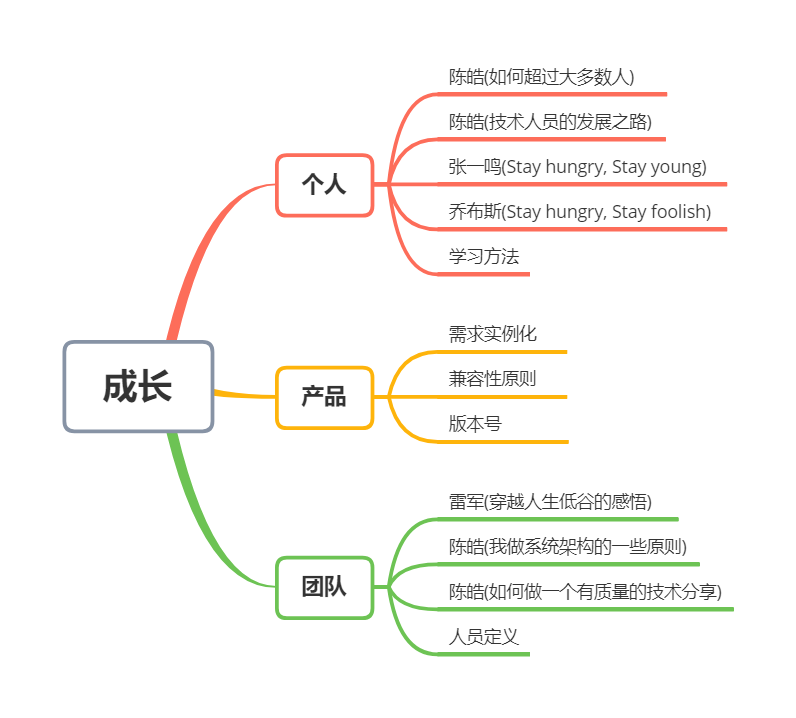 成长
个人
陈皓(如何超过大多数人)
陈皓(技术人员的发展之路)
张一鸣(Stay hungry, Stay young)
乔布斯(Stay hungry, Stay foolish)
学习方法
产品
需求实例化
兼容性原则
版本号
团队
雷军(穿越人生低谷的感悟)
陈皓(我做系统架构的一些原则)
陈皓(如何做一个有质量的技术分享)
人员定义